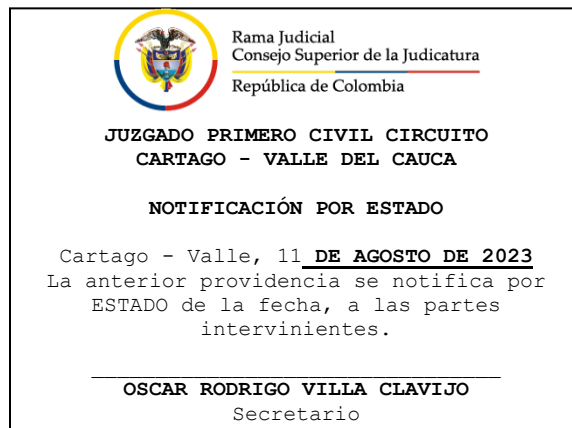 Rama Judicial
Consejo Superior de la Judicatura
República de Colombia
JUZGADO PRIMERO CIVIL CIRCUITO
CARTAGO - VALLE DEL CAUCA
NOTIFICACIÓN POR ESTADO
Cartago - Valle, 11 DE AGOSTO DE 2023
La anterior providencia se notifica por
ESTADO de la fecha, a las partes
intervinientes.
OSCAR RODRIGO VILLA CLAVIJO
Secretario